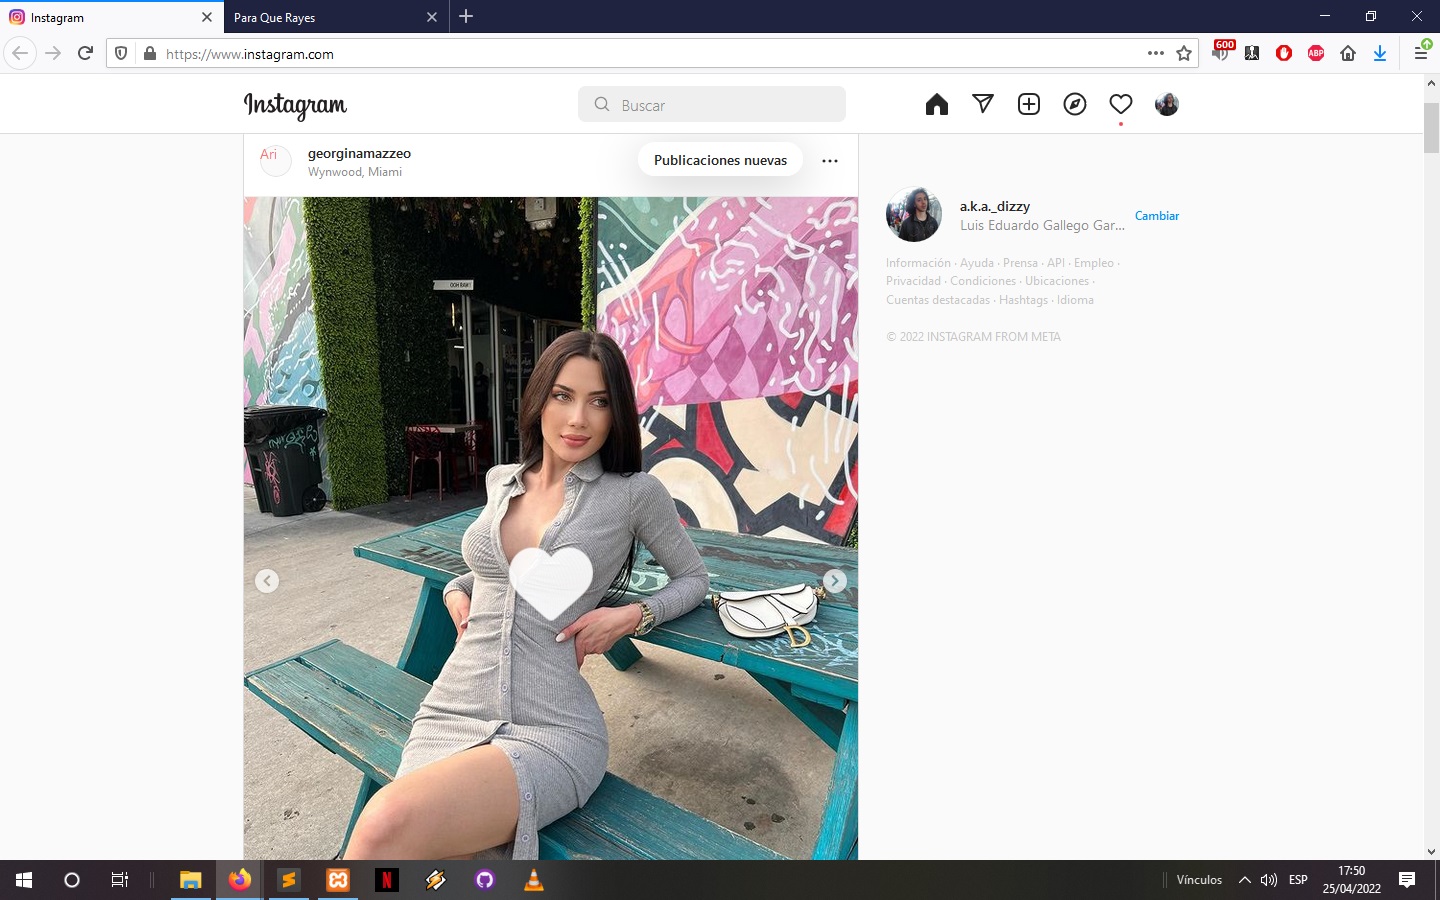 Instagram
Para Que Rayes
https://www.instagram.com
600
ABP
Instagram
Buscar
Ari
georginamazzeo
Wynwood, Miami
Publicaciones nuevas
a.k.a._dizzy
Luis Eduardo Gallego Gar...
Cambiar
Información · Ayuda · Prensa · API · Empleo ·
Privacidad · Condiciones · Ubicaciones ·
Cuentas destacadas · Hashtags · Idioma
© 2022 INSTAGRAM FROM META
D
N
Vínculos
ESP
17:50
25/04/2022